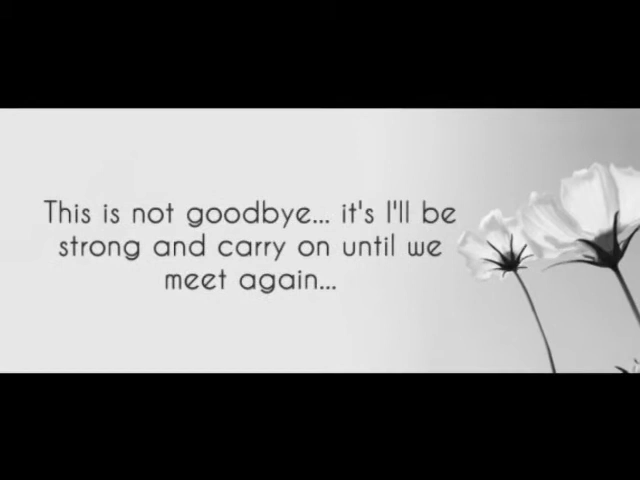 This is not goodbye... it's I'll be
strong and carry on until we
meet again...